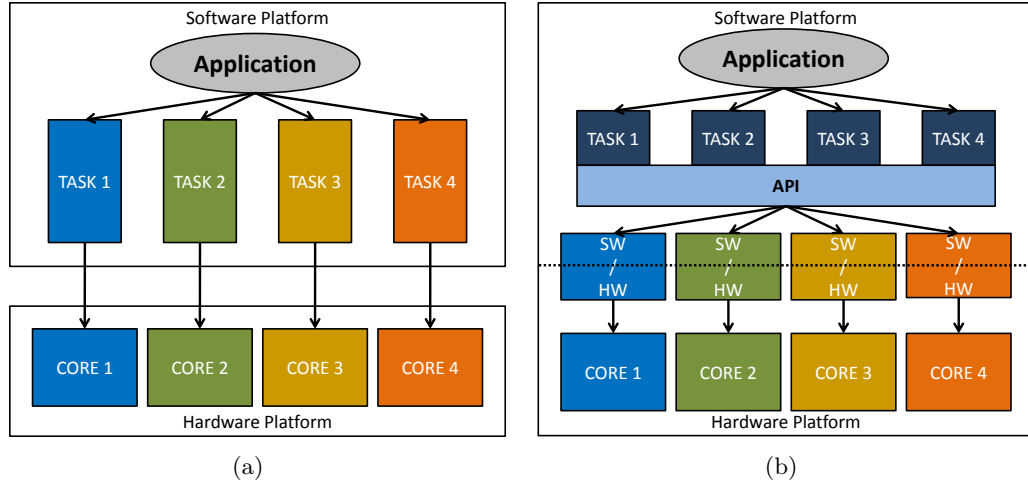 Software Platform
Application
TASK 1
TASK 2
TASK 3
TASK 4
CORE 1
CORE 2
CORE 3
CORE 4
Hardware Platform
(a)
Software Platform
Application
TASK 1
TASK 2
TASK 3
TASK 4
API
SW
/
HW
SW
/
HW
SW
/
HW
SW
/
HW
CORE 1
CORE 2
CORE 3
CORE 4
Hardware Platform
(b)